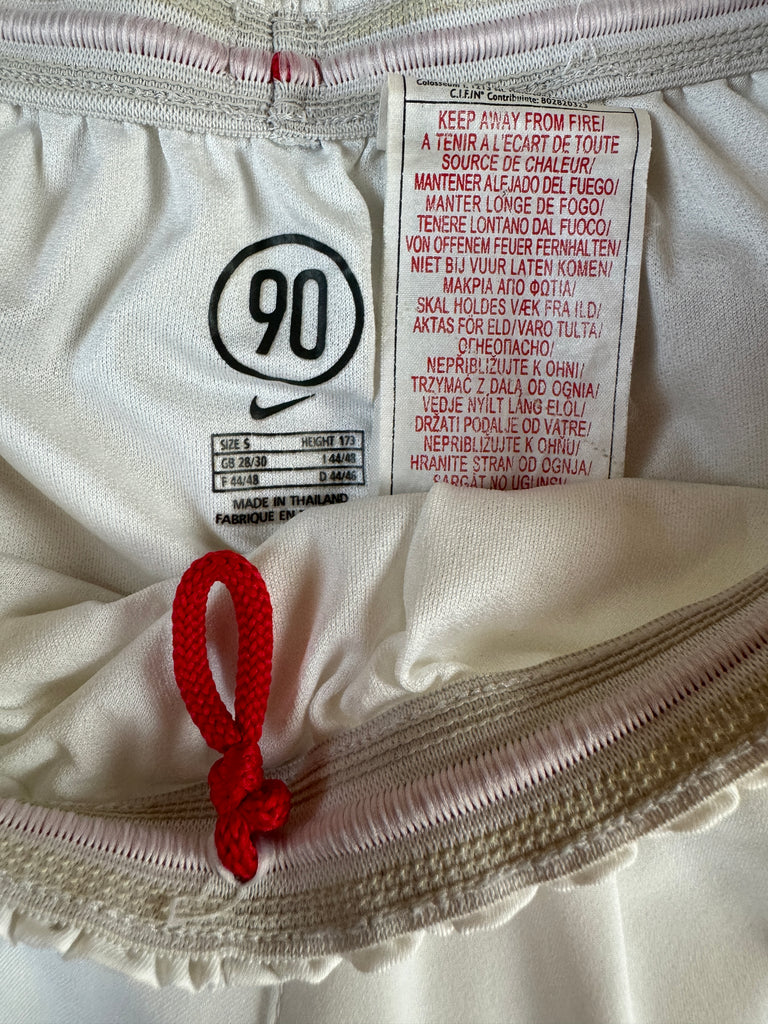 C.I.F./N° Contribuinte: B02820323
KEEP AWAY FROM FIRE/
A TENIR A L'ECART DE TOUTE
SOURCE DE CHALEUR/
MANTENER ALEJADO DEL FUEGO/
MANTER LONGE DE FOGO/
TENERE LONTANO DAL FUOCO/
VON OFFENEM FEUER FERNHALTEN/
NIET BIJ VUUR LATEN KOMEN/
ΜΑΚΡΙΑ ΑΠΟ ΦΩΤΙΑ/
SKAL HOLDES VÆK FRA ILD/
AKTAS FÖR ELD/VARO TULTA/
ОГНЕОПАСНО/
NEPŘIBLIŽUJTE K OHNI/
TRZYMAĆ Z DALA OD OGNIA/
VÉDJE NYÍLT LÁNG ELŐL/
DRŽATI PODALJE OD VATRE/
NEPRIBLIŽUJTE K OHŇU/
HRANITE STRAN OD OGNJA/
SARGĀT NO UGUNS/
90
SIZE S HEIGHT 173
GB 28/30 I 44/48
F 44/48 D 44/46
MADE IN THAILAND
FABRIQUE EN